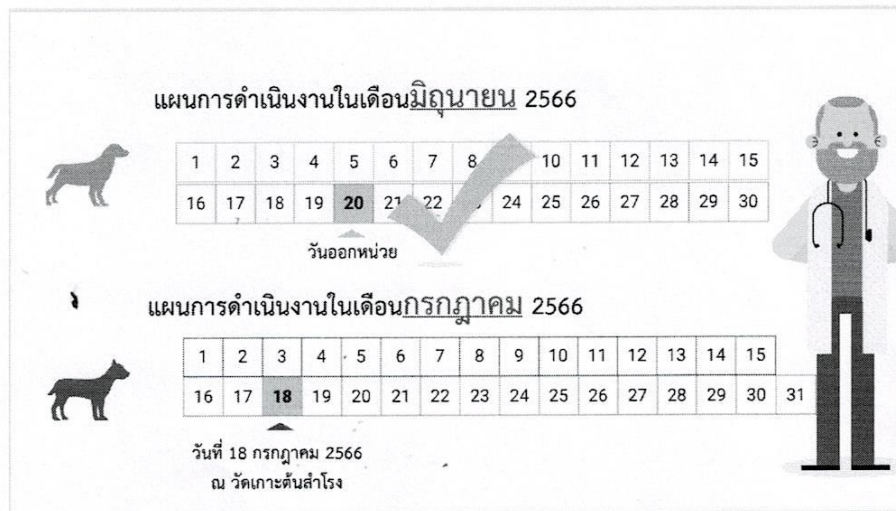 แผนการดำเนินงานในเดือนมิถุนายน 2566
1 2 3 4 5 6 7 8 10 11 12 13 14 15
16 17 18 19 20 21 22 24 25 26 27 28 29 30
วันออกหน่วย
แผนการดำเนินงานในเดือนกรกฎาคม 2566
1 2 3 4 5 6 7 8 9 10 11 12 13 14 15
16 17 18 19 20 21 22 23 24 25 26 27 28 29 30 31
วันที่ 18 กรกฎาคม 2566
ณ วัดเกาะต้นสำโรง